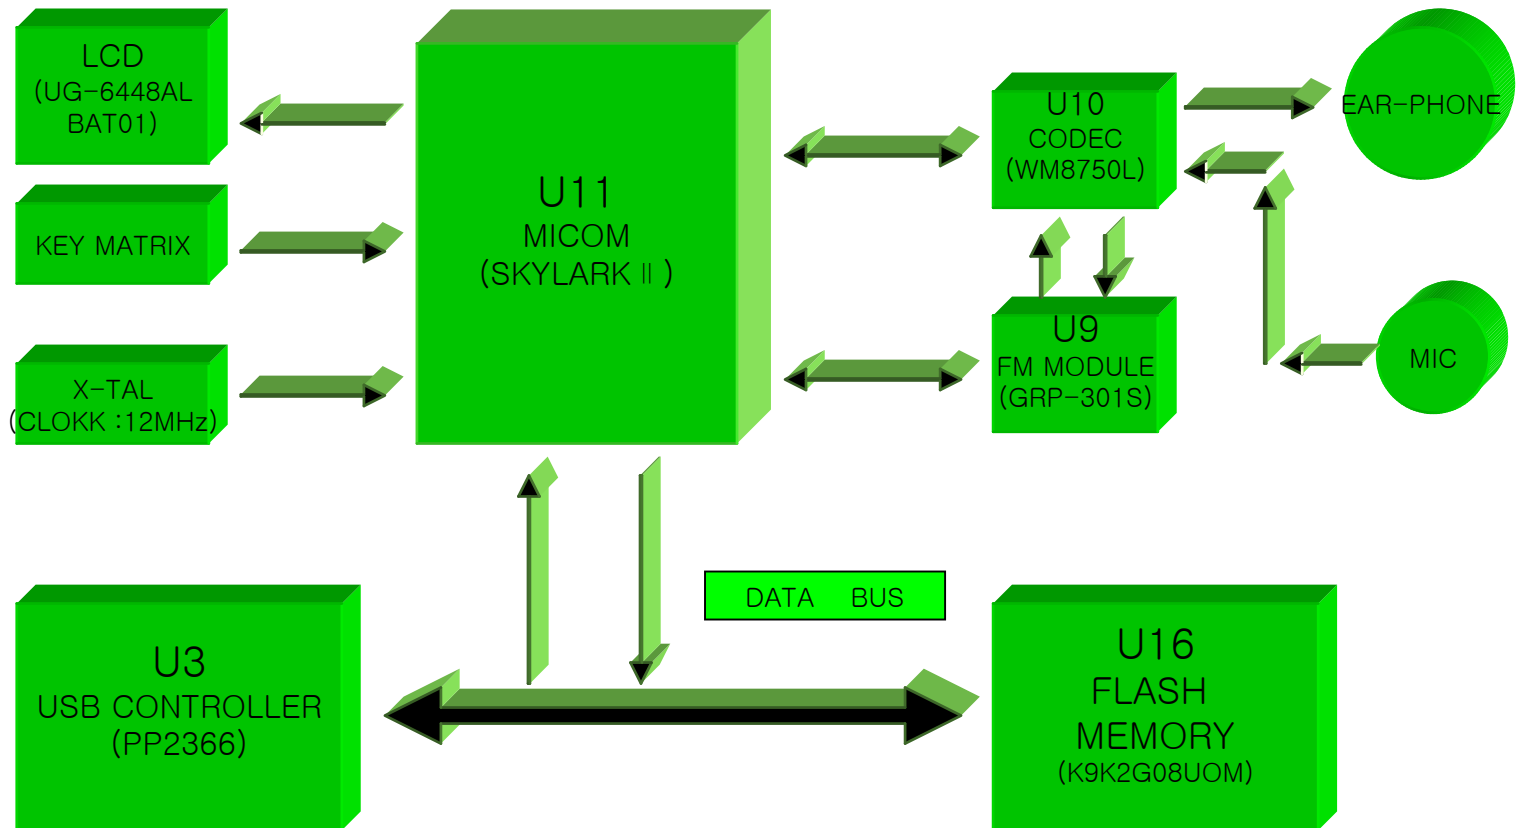 LCD
(UG-6448AL
BAT01)
KEY MATRIX
X-TAL
(CLOKK :12MHz)
U11
MICOM
(SKYLARK Ⅱ)
U10
CODEC
(WM8750L)
EAR-PHONE
U9
FM MODULE
(GRP-301S)
MIC
DATA BUS
U3
USB CONTROLLER
(PP2366)
U16
FLASH
MEMORY
(K9K2G08UOM)